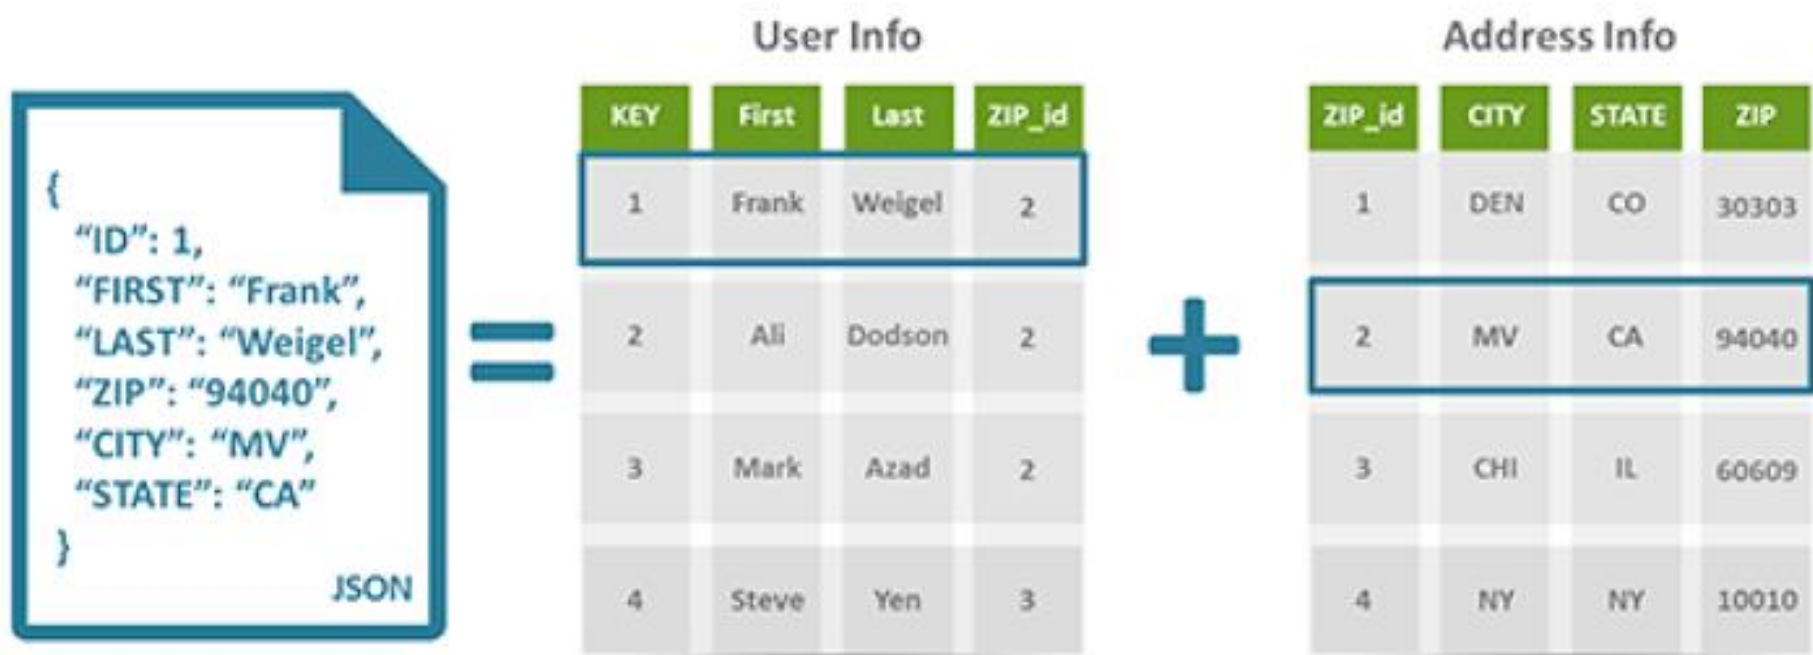 {
“ID”: 1,
“FIRST”: “Frank”,
“LAST”: “Weigel”,
“ZIP”: “94040”,
“CITY”: “MV”,
“STATE”: “CA”
}
JSON
=
User Info
KEY First Last ZIP_id
1 Frank Weigel 2
2 Ali Dodson 2
3 Mark Azad 2
4 Steve Yen 3
+
Address Info
ZIP_id CITY STATE ZIP
1 DEN CO 30303
2 MV CA 94040
3 CHI IL 60609
4 NY NY 10010